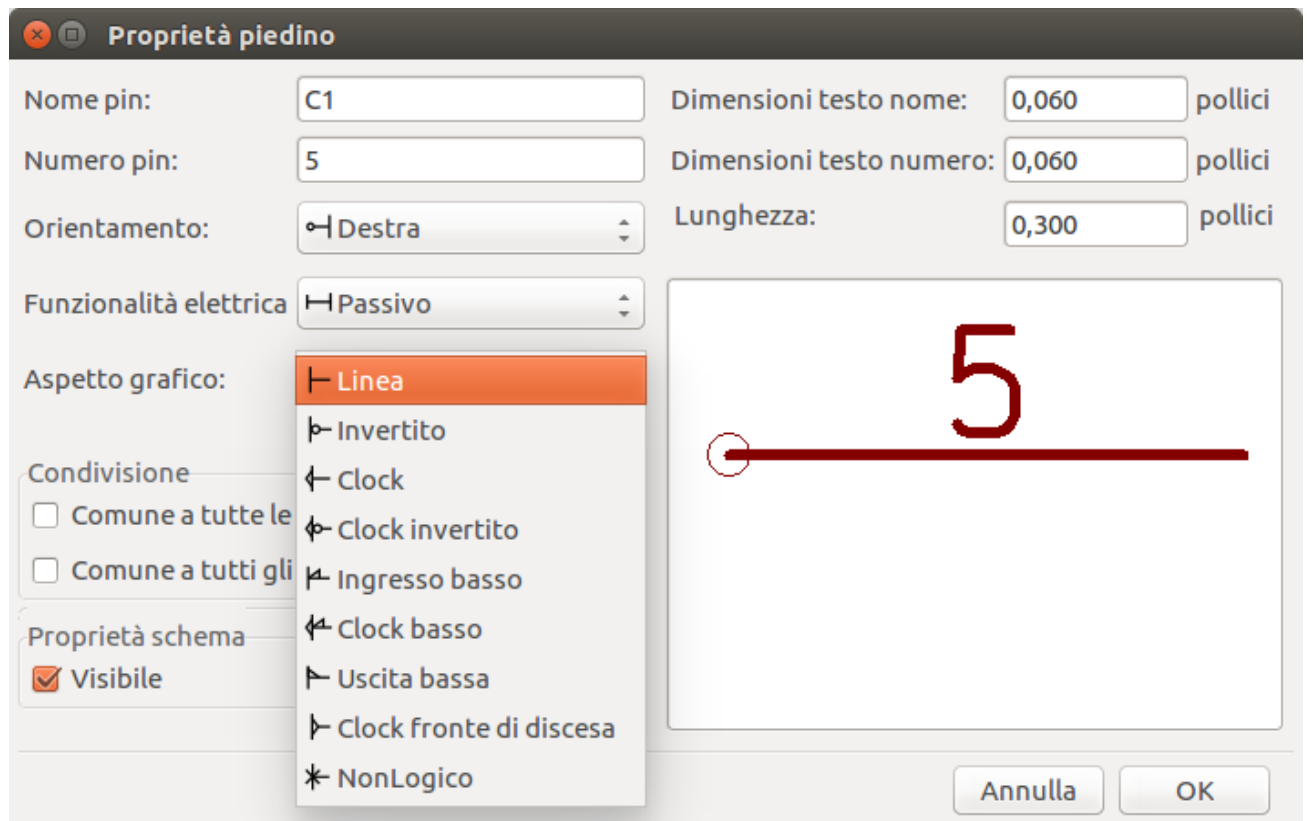 Proprietà piedino
Nome pin: C1
Dimensioni testo nome: 0,060 pollici
Numero pin: 5
Dimensioni testo numero: 0,060 pollici
Orientamento: Destra
Lunghezza: 0,300 pollici
Funzionalità elettrica Passivo
Aspetto grafico:
Linea
Invertito
Clock
Clock invertito
Ingresso basso
Clock basso
Uscita bassa
Clock fronte di discesa
NonLogico
Condivisione
Comune a tutte le
Comune a tutti gli
Proprietà schema
Visibile
5
Annulla
OK